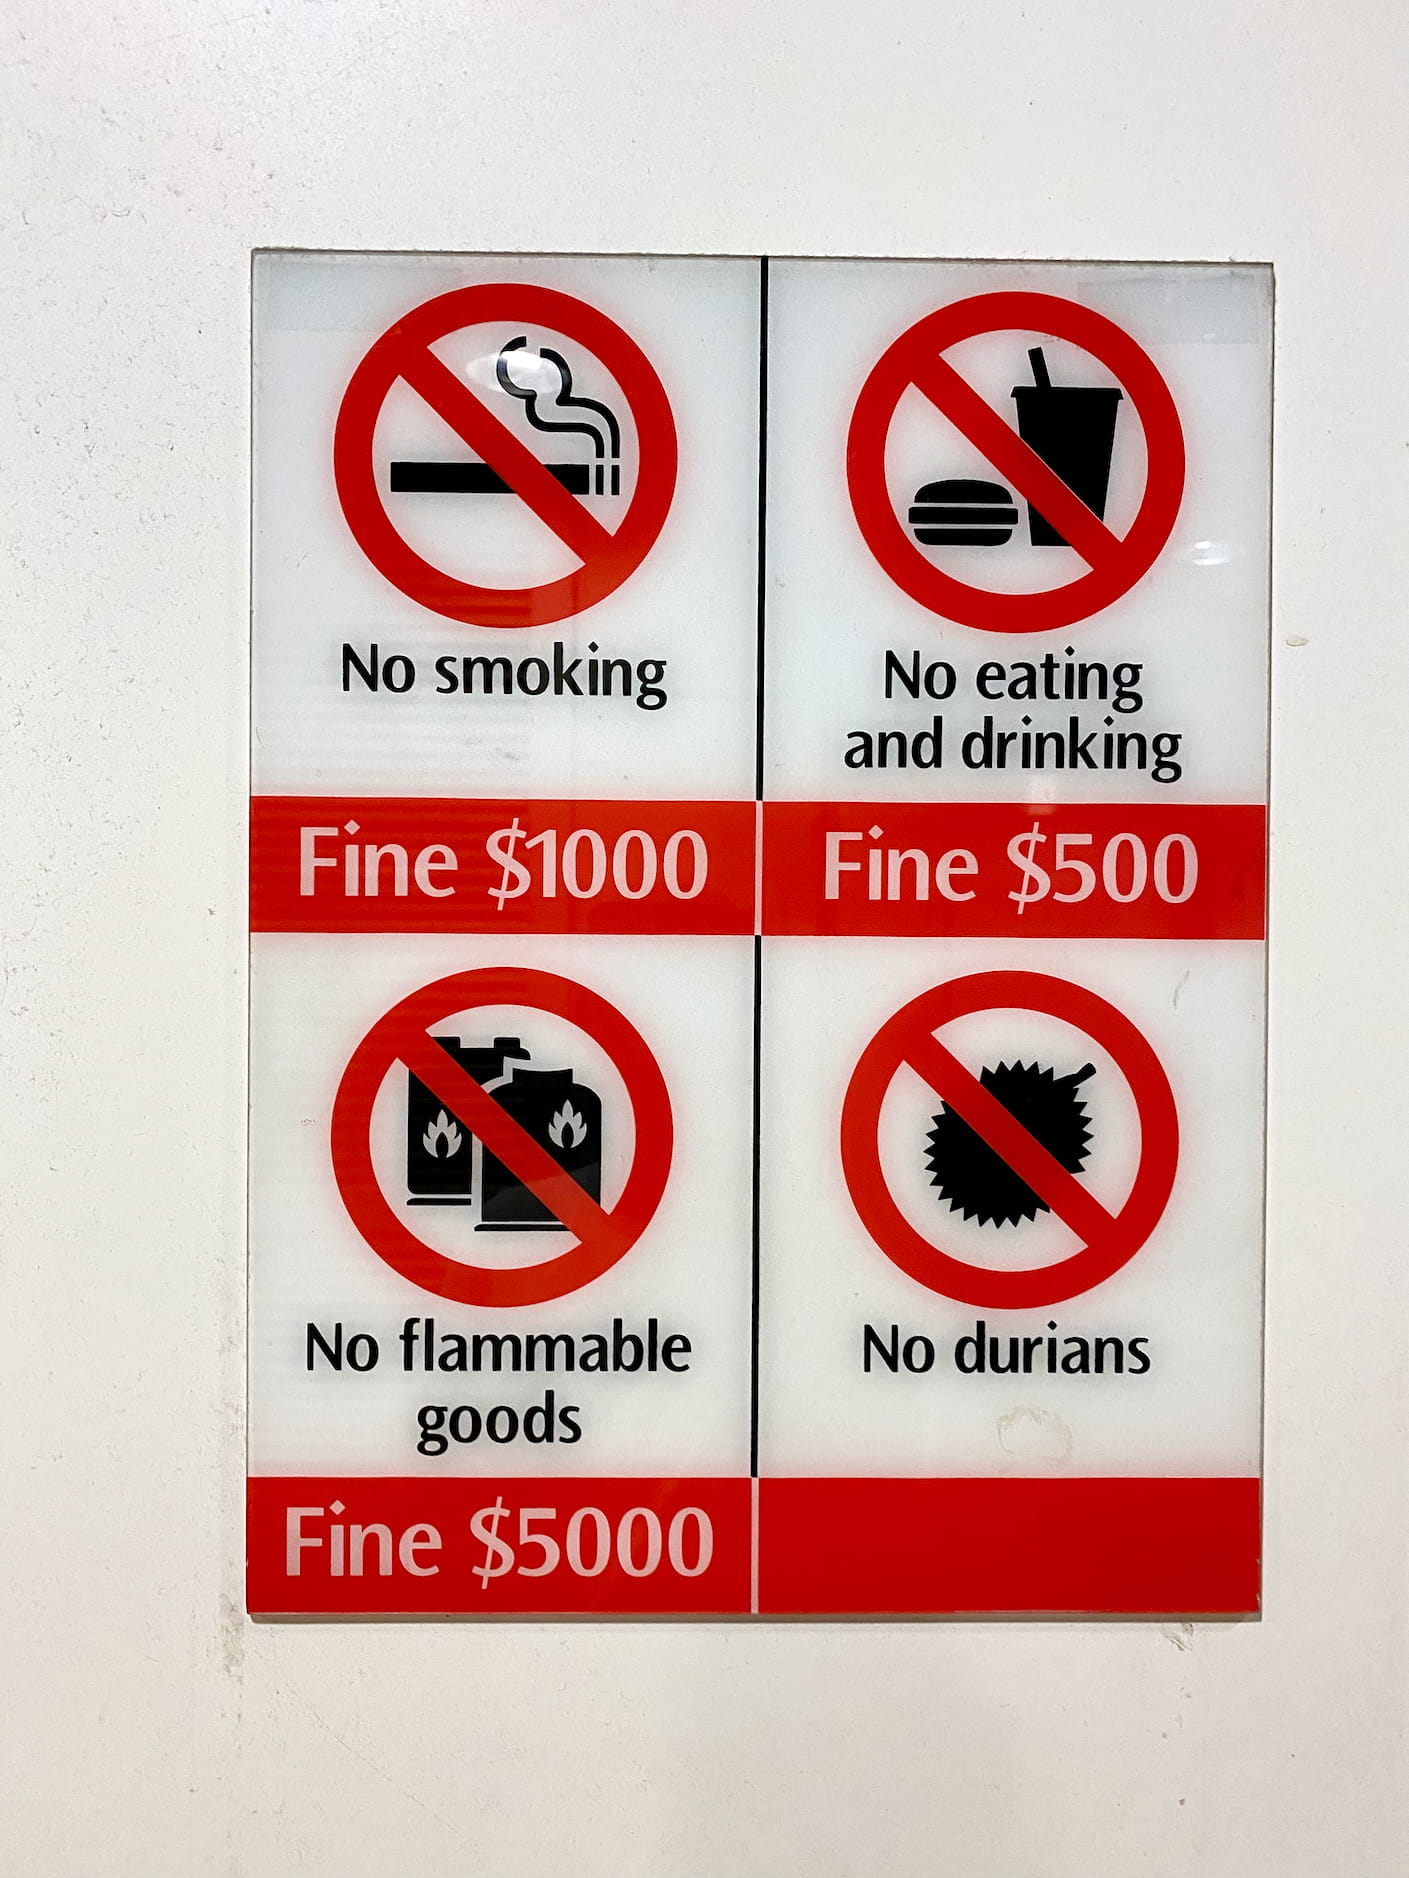 No smoking
Fine $1000
No eating
and drinking
Fine $500
No flammable
goods
Fine $5000
No durians